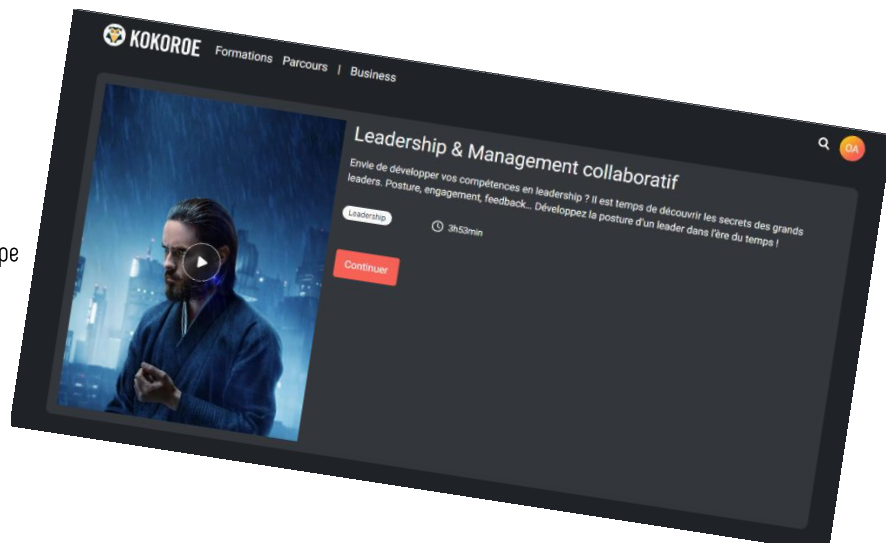 KOKOROE
Formations Parcours | Business
OA
Leadership & Management collaboratif
Envie de développer vos compétences en leadership ? Il est temps de découvrir les secrets des grands
leaders. Posture, engagement, feedback... Développez la posture d'un leader dans l'ère du temps !
Leadership
3h53min
Continuer
pe